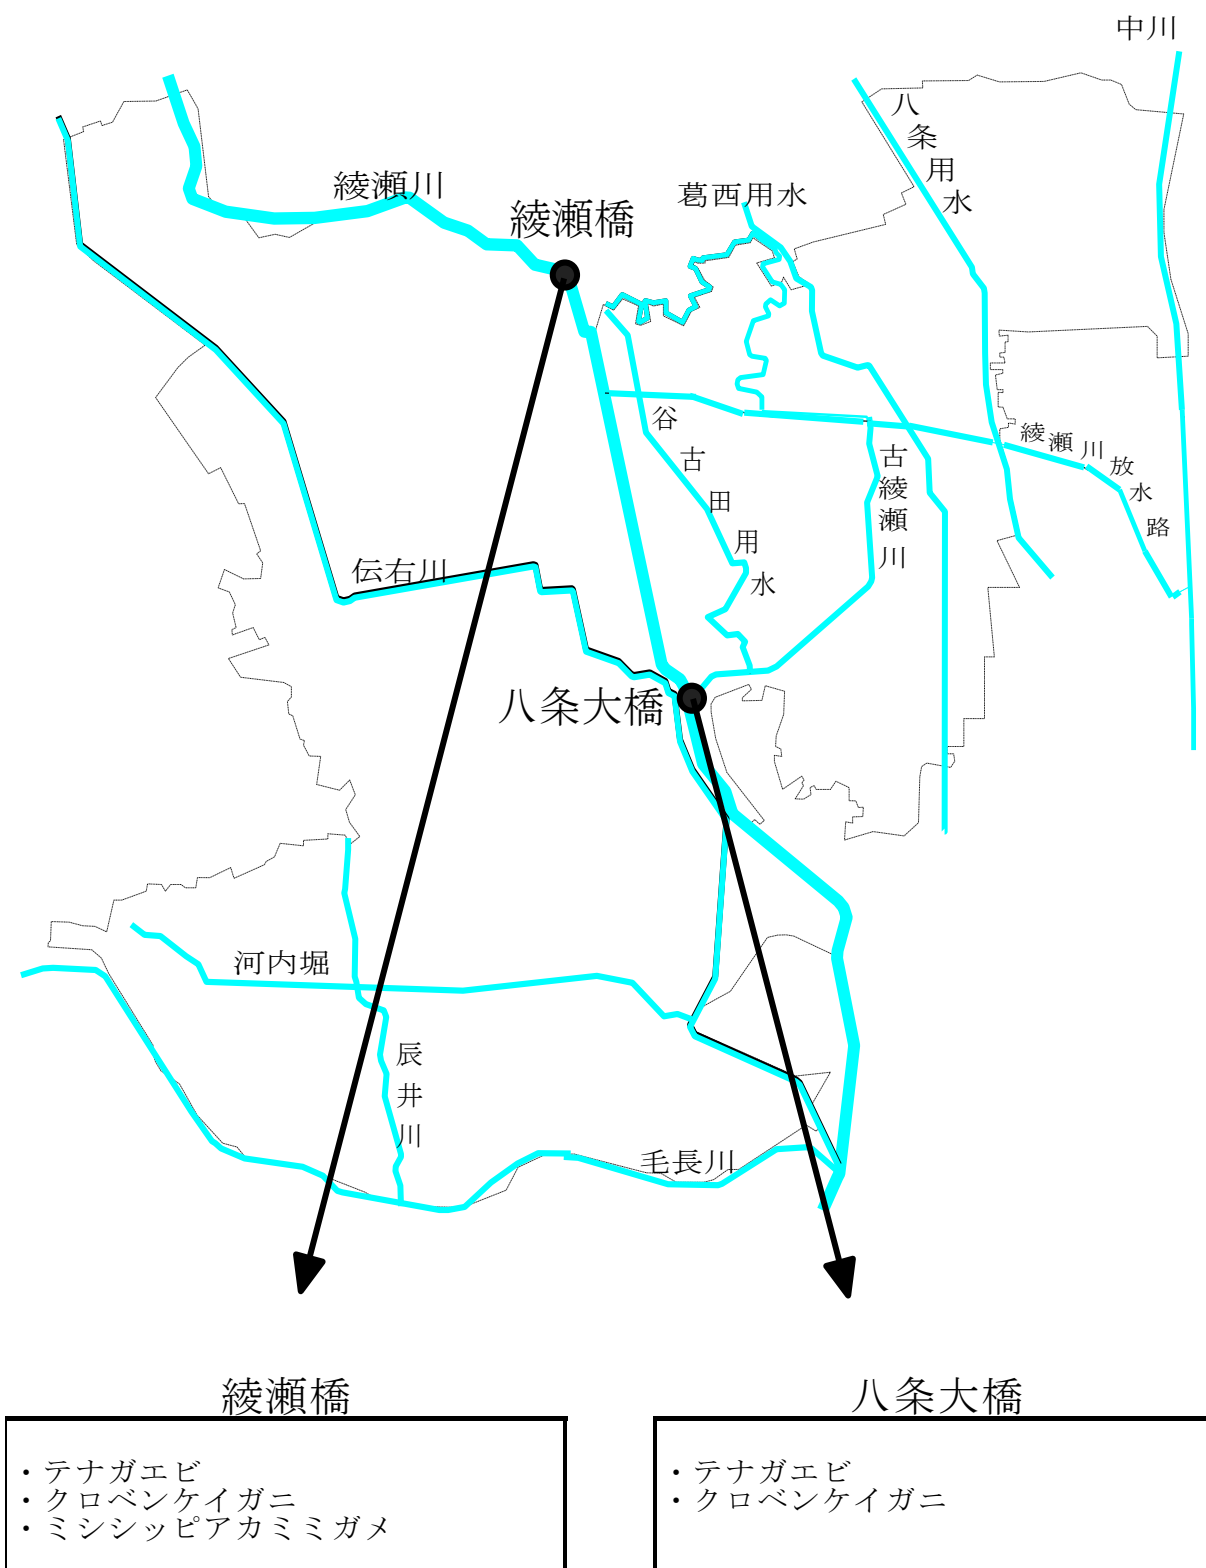 中川
八条用水
綾瀬川
葛西用水
綾瀬橋
谷古田用水
古綾瀬川
綾瀬川放水路
伝右川
八条大橋
河内堀
辰井川
毛長川
綾瀬橋
・テナガエビ
・クロベンケイガニ
・ミシシッピアカミミガメ
八条大橋
・テナガエビ
・クロベンケイガニ